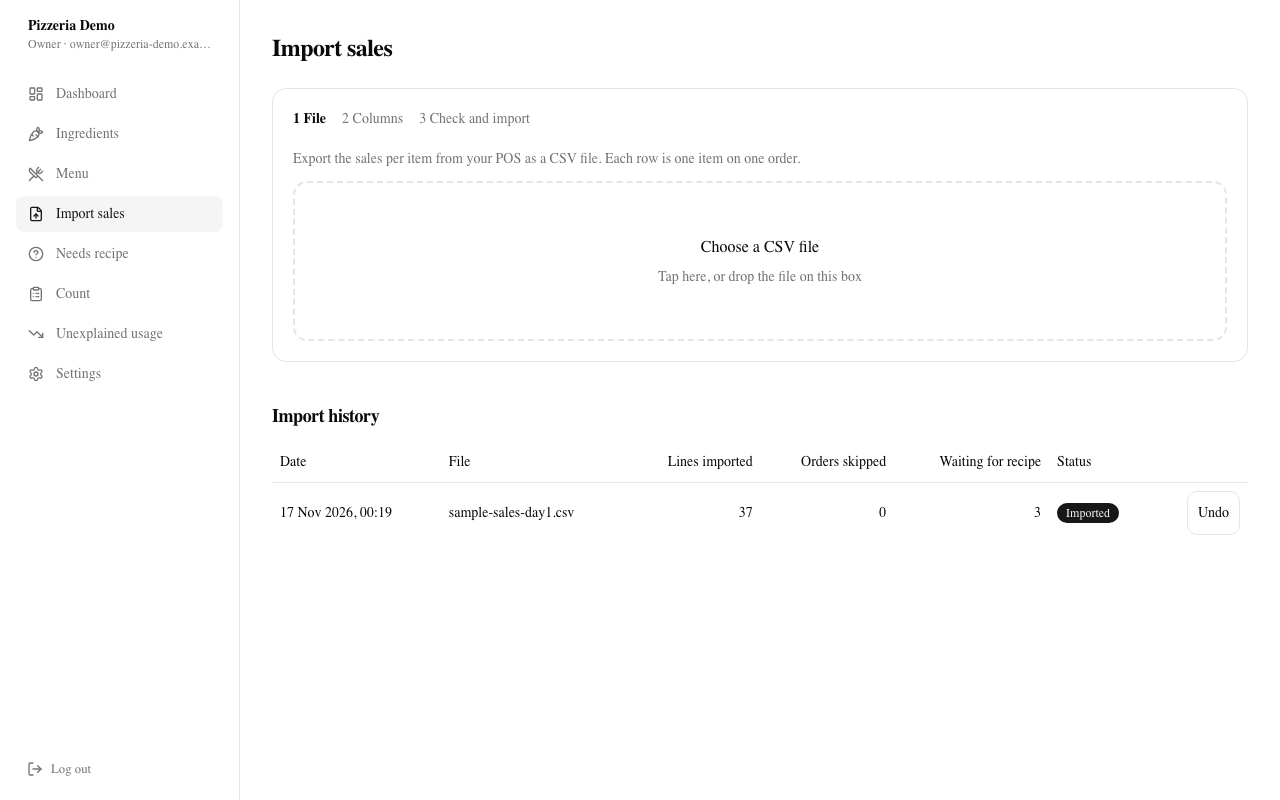 Pizzeria Demo
Owner · owner@pizzeria-demo.exa…
Dashboard
Ingredients
Menu
Import sales
Needs recipe
Count
Unexplained usage
Settings
Log out
Import sales
1 File 2 Columns 3 Check and import
Export the sales per item from your POS as a CSV file. Each row is one item on one order.
Choose a CSV file
Tap here, or drop the file on this box
Import history
Date File Lines imported Orders skipped Waiting for recipe Status
17 Nov 2026, 00:19 sample-sales-day1.csv 37 0 3 Imported Undo